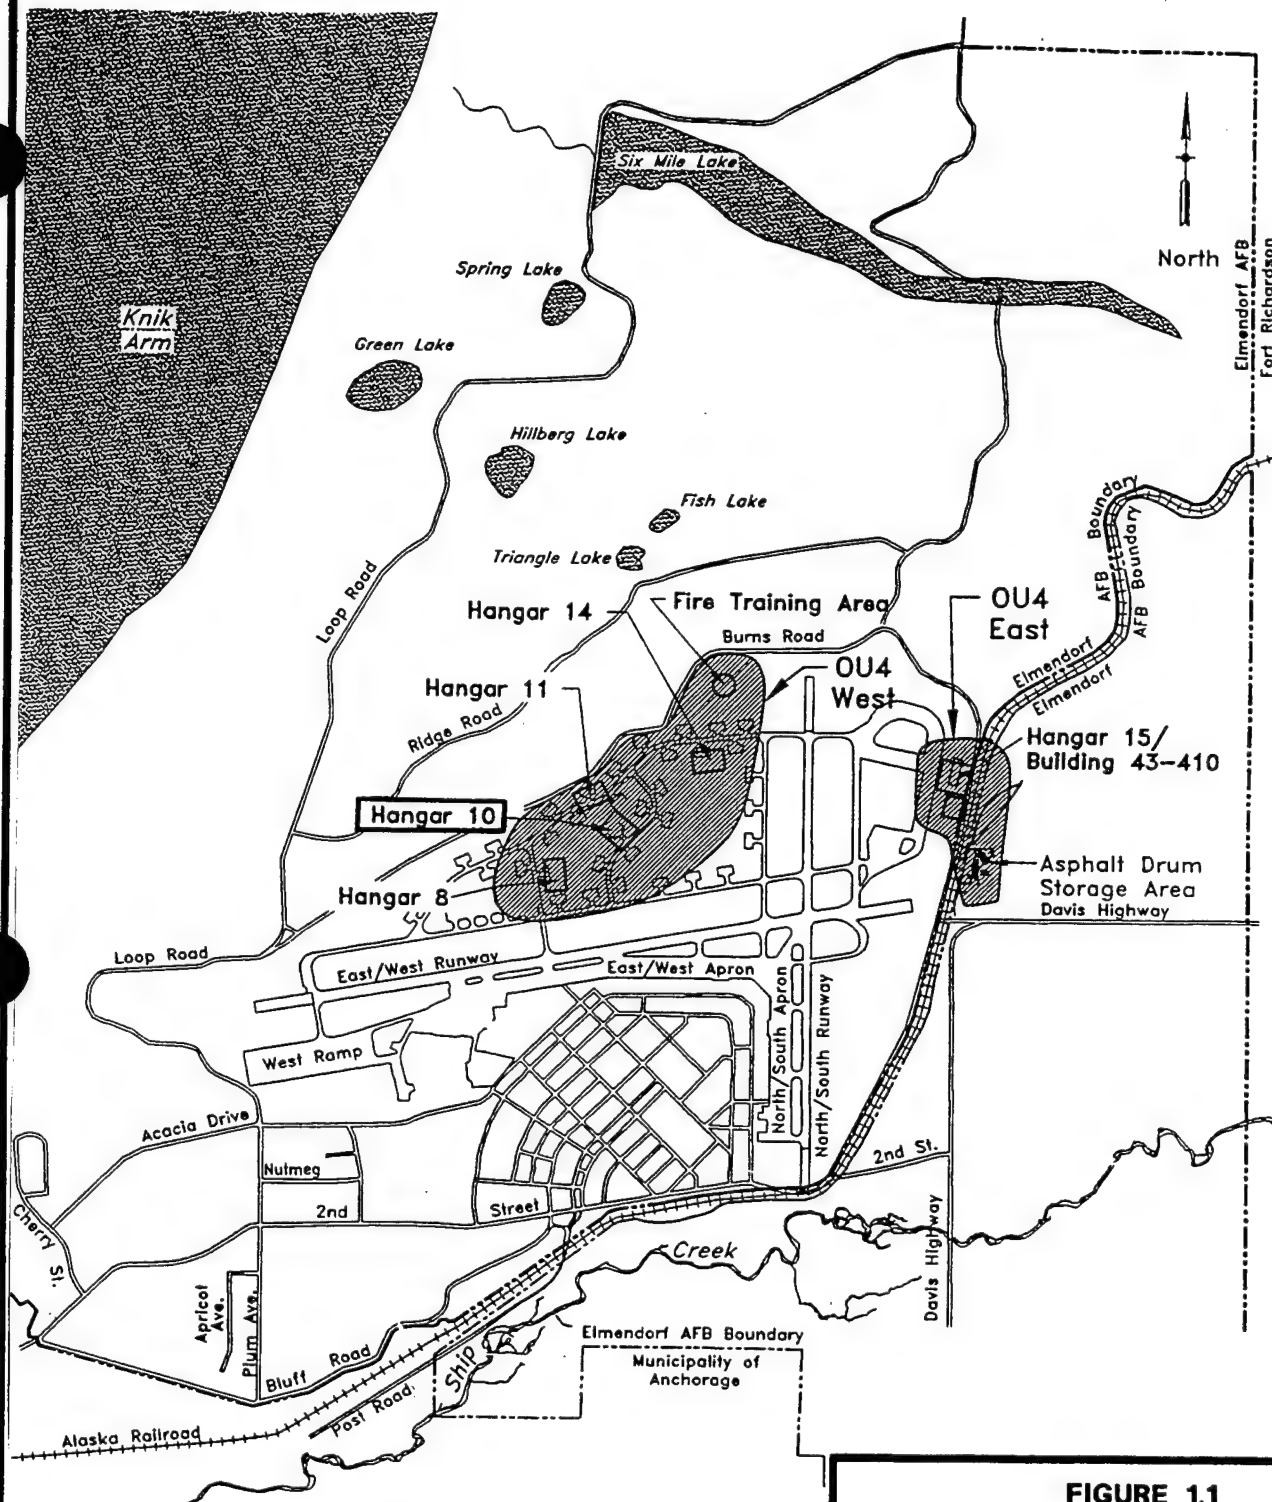 Six Mile Lake
North
Elmendorf AFB
Fort Richardson
Spring Lake
Knik
Arm
Green Lake
Hillberg Lake
Fish Lake
Triangle Lake
AFB Boundary
AFB Boundary
Loop Road
Hangar 14
Fire Training Area
OU4
East
Burns Road
Elmendorf
Elmendorf
OU4
West
Hangar 11
Ridge Road
Hangar 15/
Building 43-410
Hangar 10
Asphalt Drum
Storage Area
Hangar 8
Davis Highway
Loop Road
East/West Runway
East/West Apron
North/South Apron
North/South Runway
West Ramp
Acacia Drive
Nutmeg
2nd St.
2nd
Street
Cherry St.
Creek
Davis Highway
Apricot
Ave.
Plum Ave.
Elmendorf AFB Boundary
Municipality of
Anchorage
Bluff Road
Ship
Post Road
Alaska Railroad
FIGURE 1.1